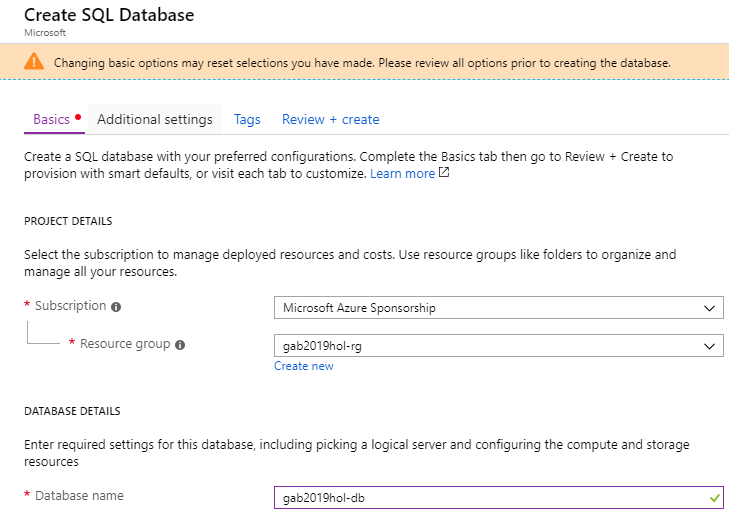 Create SQL Database
Microsoft
Changing basic options may reset selections you have made. Please review all options prior to creating the database.
Basics Additional settings Tags Review + create
Create a SQL database with your preferred configurations. Complete the Basics tab then go to Review + Create to
provision with smart defaults, or visit each tab to customize. Learn more
PROJECT DETAILS
Select the subscription to manage deployed resources and costs. Use resource groups like folders to organize and
manage all your resources.
* Subscription Microsoft Azure Sponsorship
* Resource group gab2019hol-rg
Create new
DATABASE DETAILS
Enter required settings for this database, including picking a logical server and configuring the compute and storage
resources
* Database name gab2019hol-db